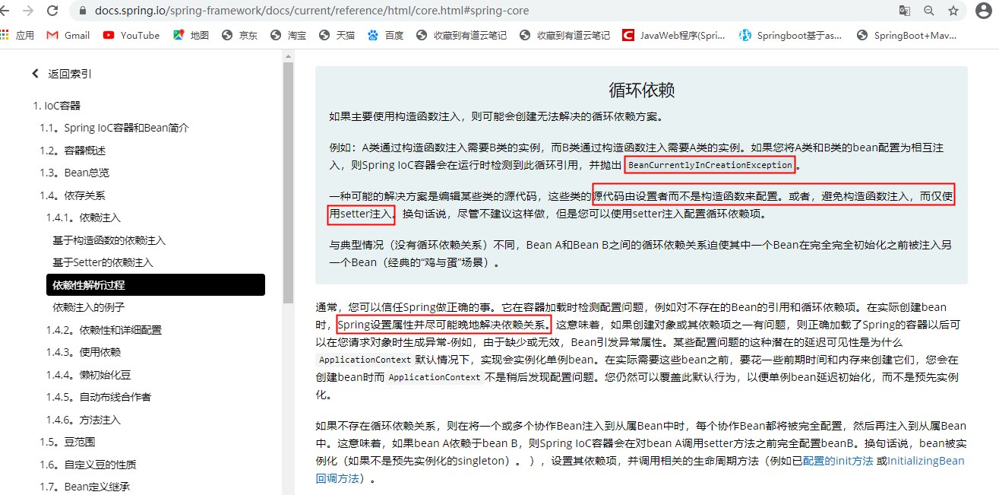 docs.spring.io/spring-framework/docs/current/reference/html/core.html#spring-core
应用 Gmail YouTube 地图 京东 淘宝 天猫 百度 收藏到有道云笔记 收藏到有道云笔记 JavaWeb程序(Spri... Springboot基于as... SpringBoot+Mav...
返回索引
1. IoC容器
1.1。Spring IoC容器和Bean简介
1.2。容器概述
1.3。Bean总览
1.4。依存关系
1.4.1。依赖注入
基于构造函数的依赖注入
基于Setter的依赖注入
依赖性解析过程
依赖注入的例子
1.4.2。依赖性和详细配置
1.4.3。使用依赖
1.4.4。懒初始化豆
1.4.5。自动布线合作者
1.4.6。方法注入
1.5。豆范围
1.6。自定义豆的性质
1.7。Bean定义继承
循环依赖
如果主要使用构造函数注入，则可能会创建无法解决的循环依赖方案。
例如：A类通过构造函数注入需要B类的实例，而B类通过构造函数注入需要A类的实例。如果您将A类和B类的bean配置为相互注
入，则Spring IoC容器会在运行时检测到此循环引用，并抛出 BeanCurrentlyInCreationException。
一种可能的解决方案是编辑某些类的源代码，这些类的源代码由设置者而不是构造函数来配置。或者，避免构造函数注入，而仅使
用setter注入。换句话说，尽管不建议这样做，但是您可以使用setter注入配置循环依赖项。
与典型情况（没有循环依赖关系）不同，Bean A和Bean B之间的循环依赖关系迫使其中一个Bean在完全完全初始化之前被注入另
一个Bean（经典的“鸡与蛋”场景）。
通常，您可以信任Spring做正确的事。它在容器加载时检测配置问题，例如对不存在的Bean的引用和循环依赖项。在实际创建bean
时，Spring设置属性并尽可能晚地解决依赖关系。这意味着，如果创建对象或其依赖项之一有问题，则正确加载了Spring的容器以后可
以在您请求对象时生成异常-例如，由于缺少或无效，Bean引发异常属性。某些配置问题的这种潜在的延迟可见性是为什么
ApplicationContext 默认情况下，实现会实例化单例bean。在实际需要这些bean之前，要花一些前期时间和内存来创建它们，您会在
创建bean时而 ApplicationContext 不是稍后发现配置问题。您仍然可以覆盖此默认行为，以便单例bean延迟初始化，而不是预先实例
化。
如果不存在循环依赖关系，则在将一个或多个协作Bean注入到从属Bean中时，每个协作Bean都将被完全配置，然后再注入到从属Bean
中。这意味着，如果bean A依赖于bean B，则Spring IoC容器会在对bean A调用setter方法之前完全配置beanB。换句话说，bean被实
例化（如果不是预先实例化的singleton）。），设置其依赖项，并调用相关的生命周期方法（例如已配置的init方法 或InitializingBean
回调方法）。